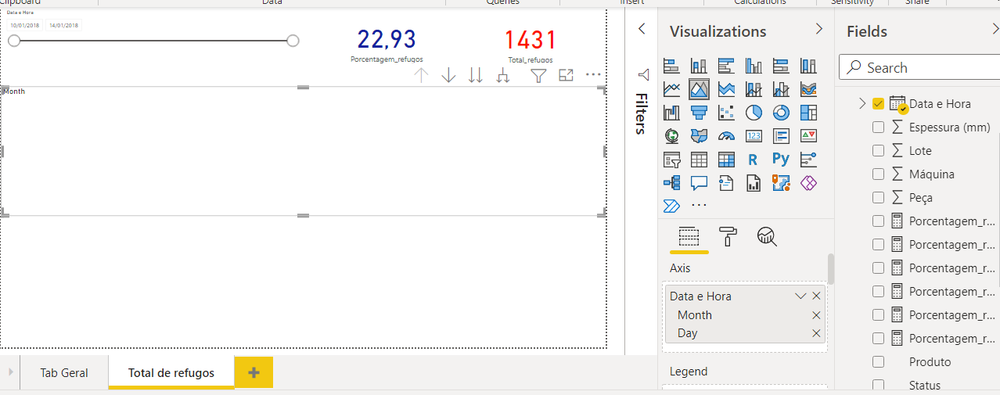 Clipboard
Data
Queries
Insert
Calculations
Sensitivity
Share
Data e Hora
10/01/2018
14/01/2018
22,93
Porcentagem_refugos
1431
Total_refugos
Month
Filters
Visualizations
123
R
Py
Axis
Data e Hora
Month
Day
Legend
Fields
Search
Data e Hora
Espessura (mm)
Lote
Máquina
Peça
Porcentagem_r...
Porcentagem_r...
Porcentagem_r...
Porcentagem_r...
Porcentagem_r...
Porcentagem_r...
Produto
Status
Tab Geral
Total de refugos